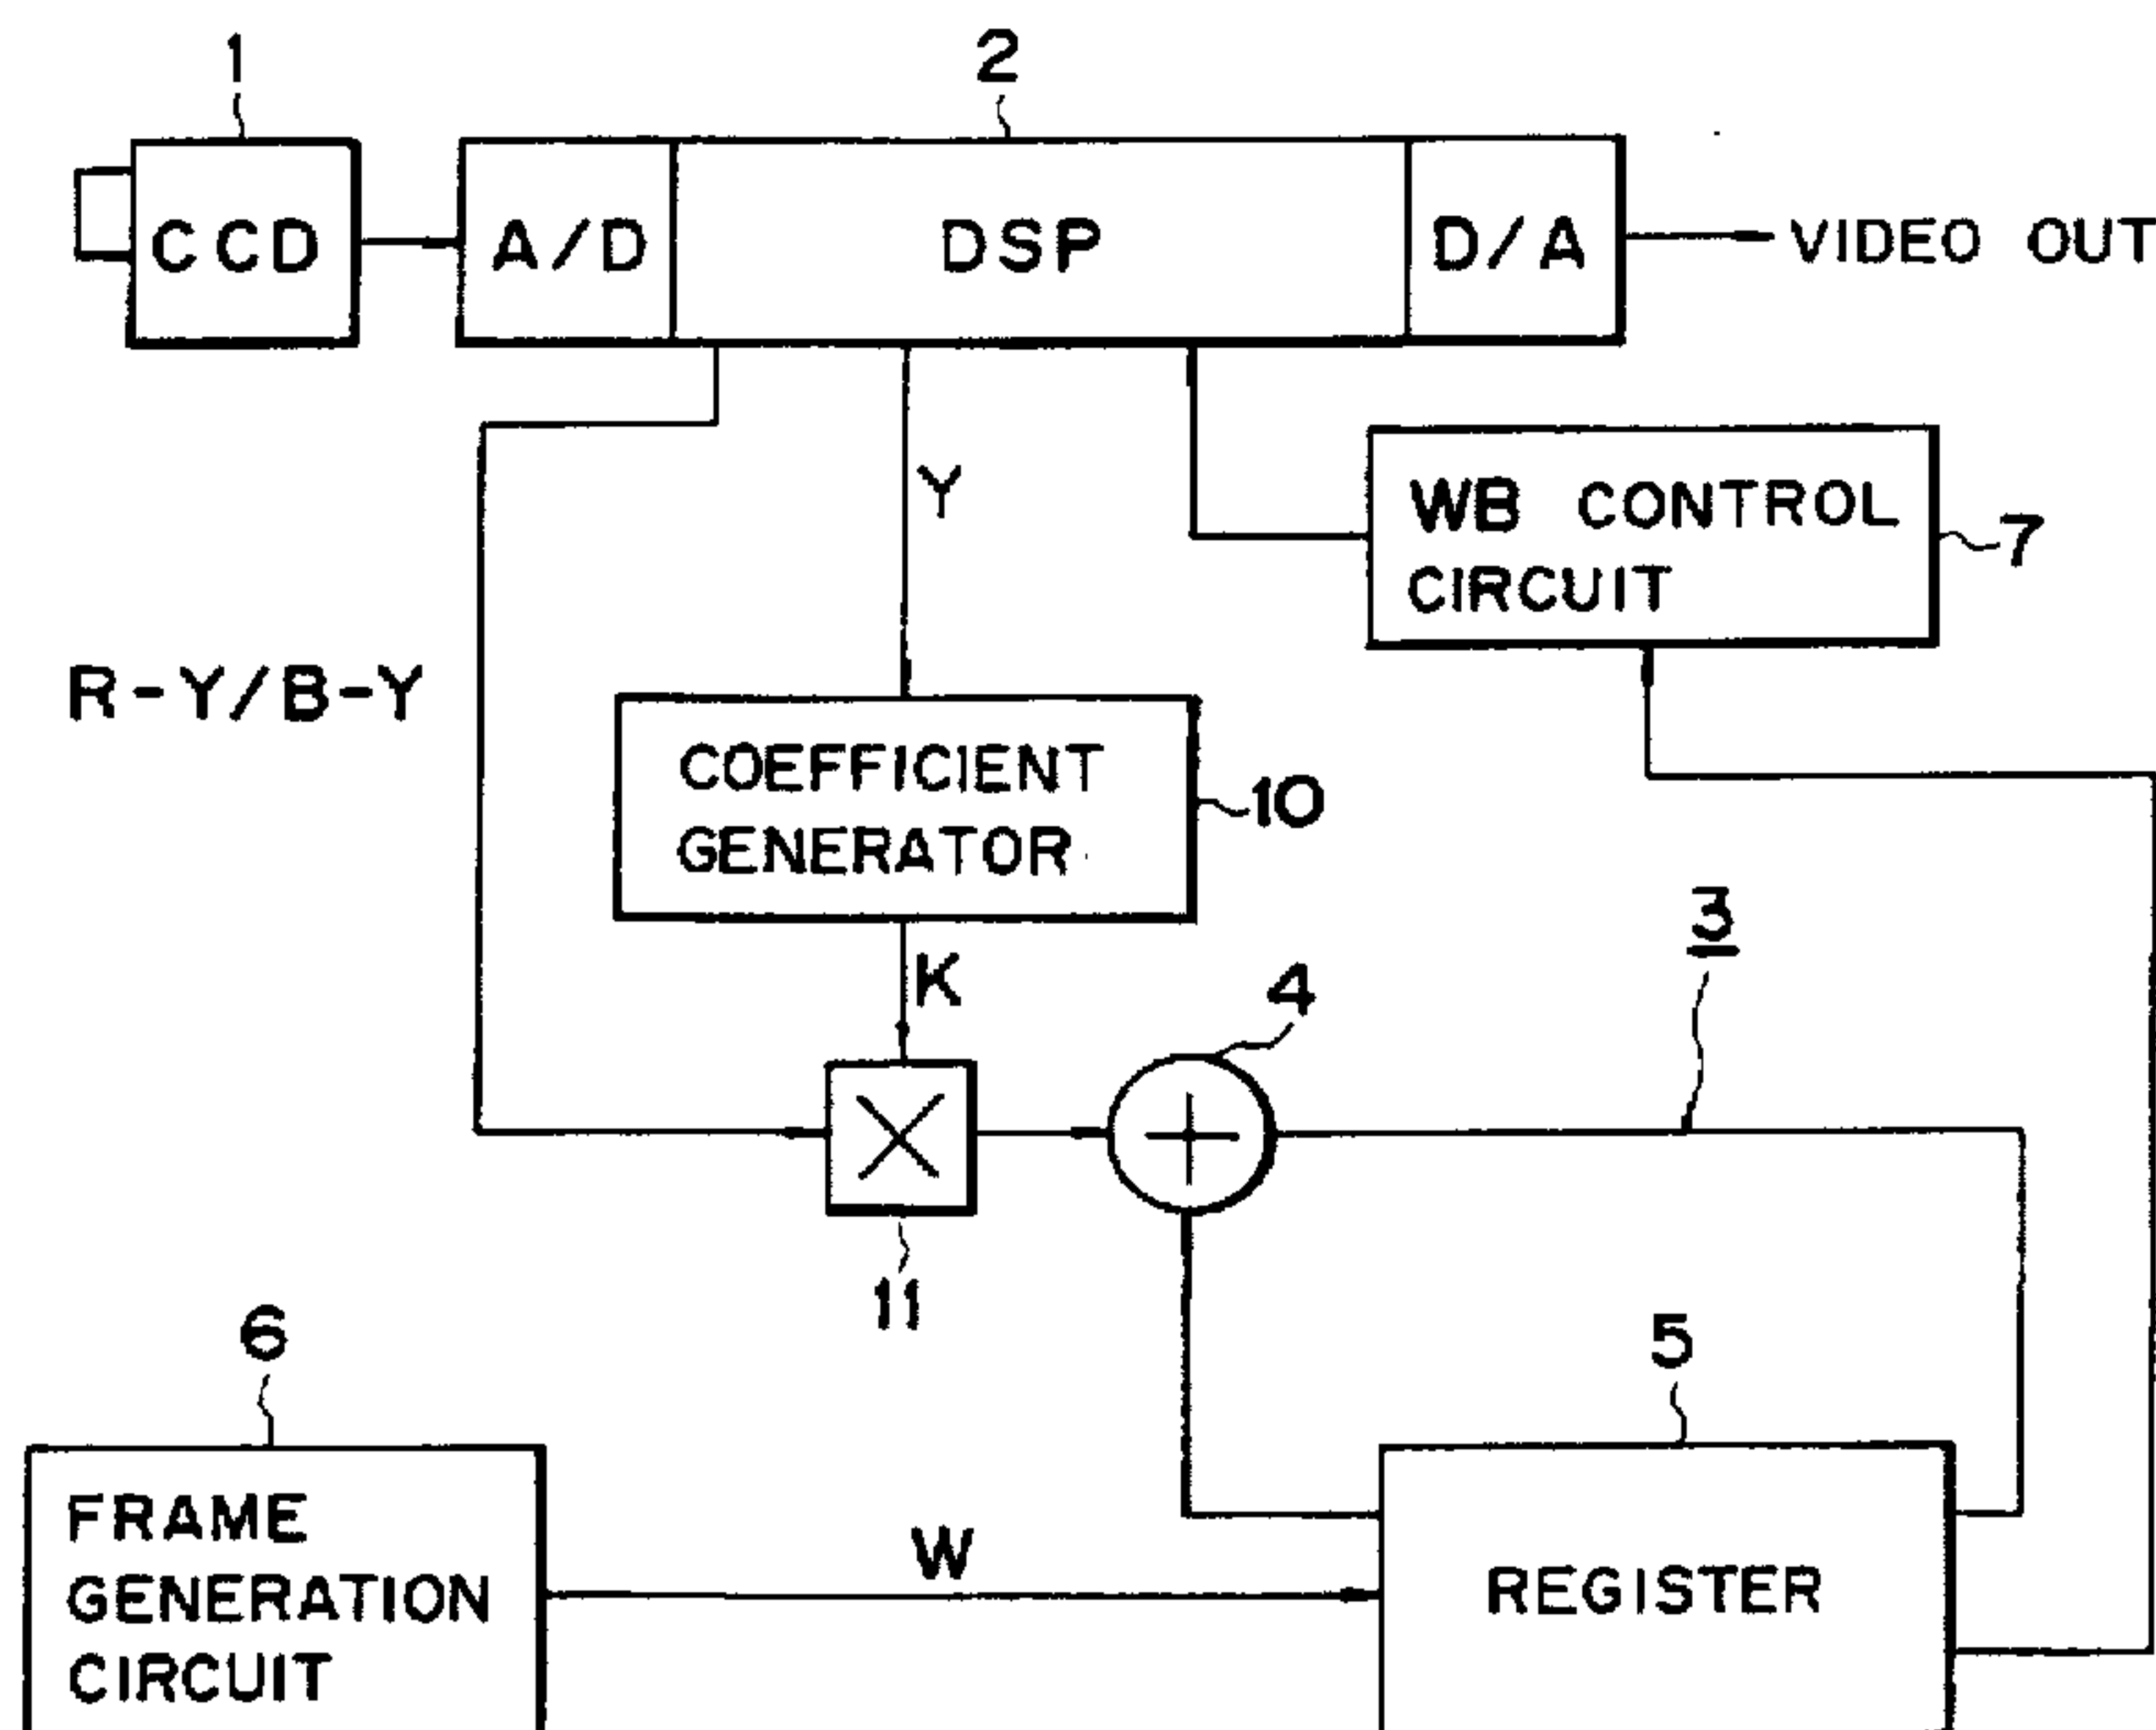 1
2
CCD
A/D
DSP
D/A
VIDEO OUT
Y
WB CONTROL
CIRCUIT
7
R-Y/B-Y
COEFFICIENT
GENERATOR
10
3
K
4
11
6
5
FRAME
GENERATION
CIRCUIT
W
REGISTER